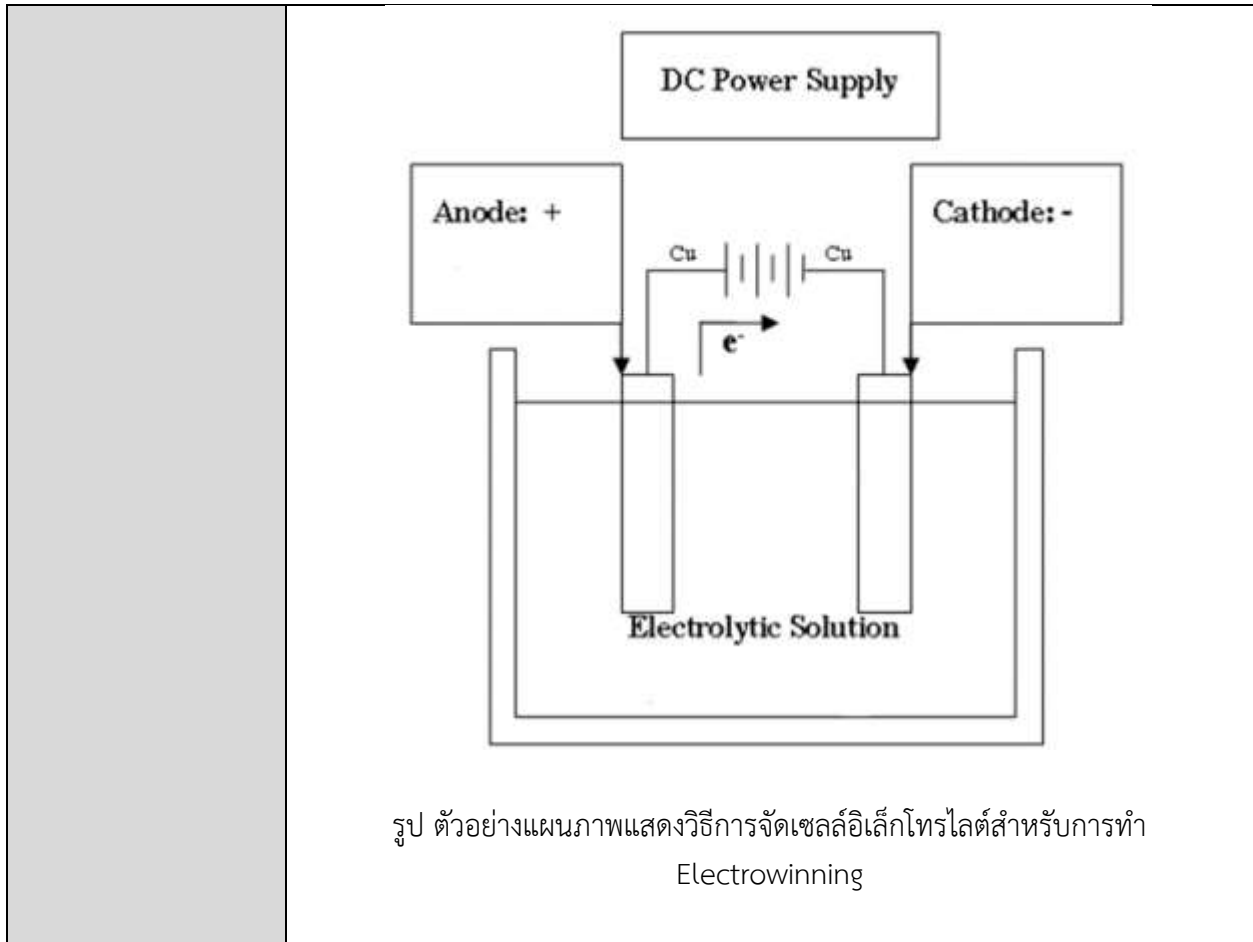 DC Power Supply
Anode: +
Cathode: -
Cu
Cu
e-
Electrolytic Solution
รูป ตัวอย่างแผนภาพแสดงวิธีการจัดเซลล์อิเล็กโทรไลต์สำหรับการทำ
Electrowinning